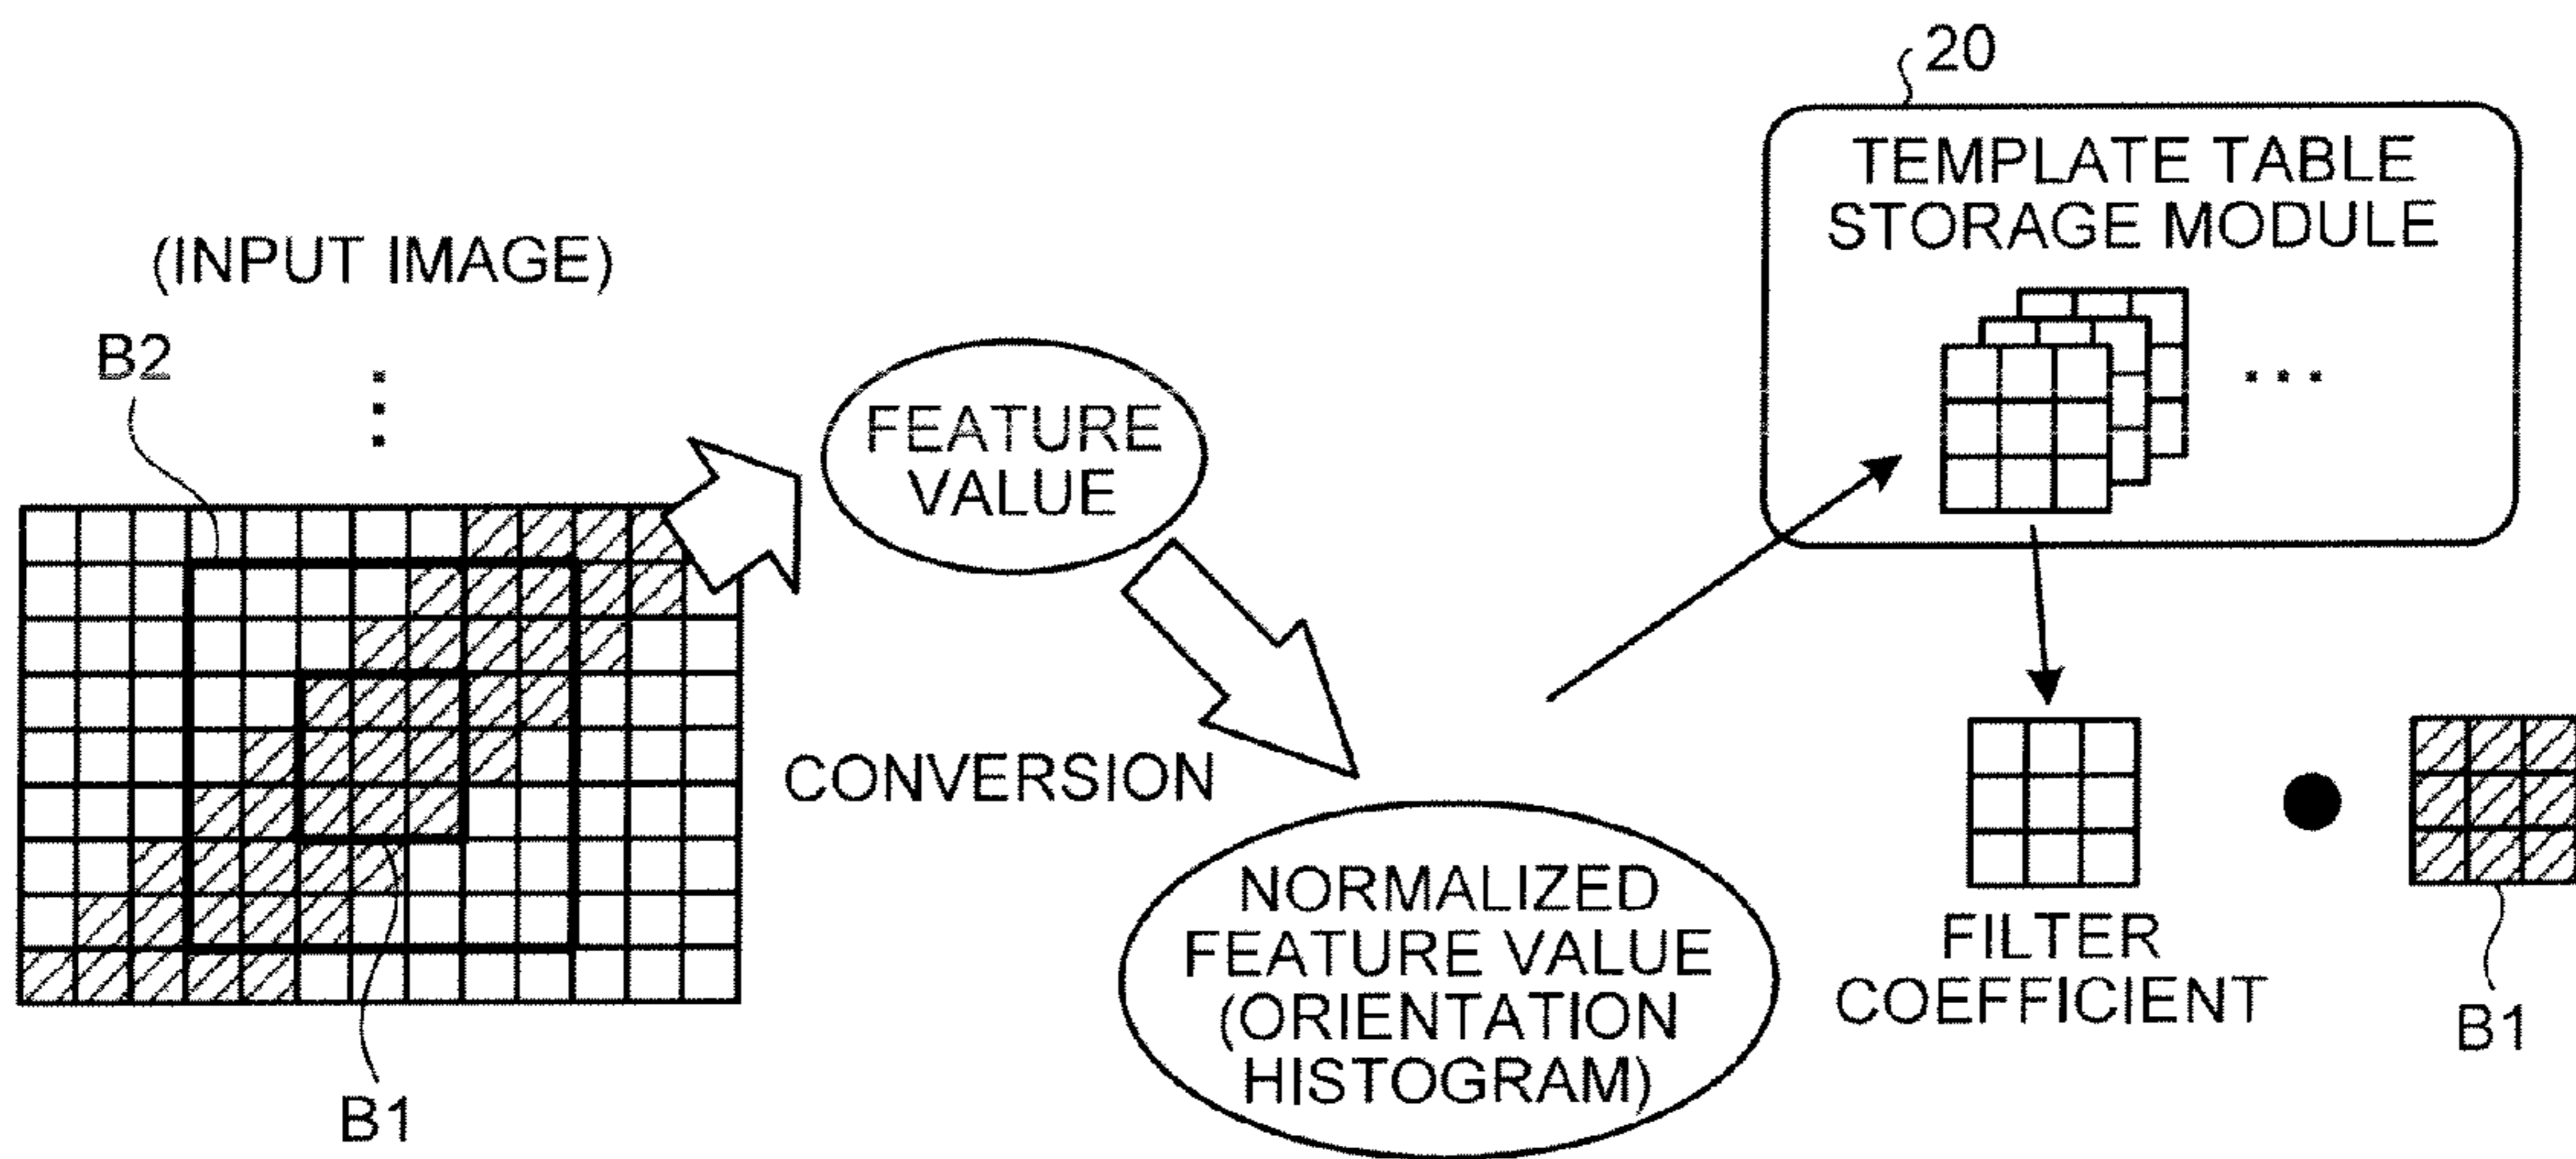 20
TEMPLATE TABLE
STORAGE MODULE
(INPUT IMAGE)
B2
FEATURE
VALUE
CONVERSION
NORMALIZED
FEATURE VALUE
(ORIENTATION
HISTOGRAM)
FILTER
COEFFICIENT
B1
B1